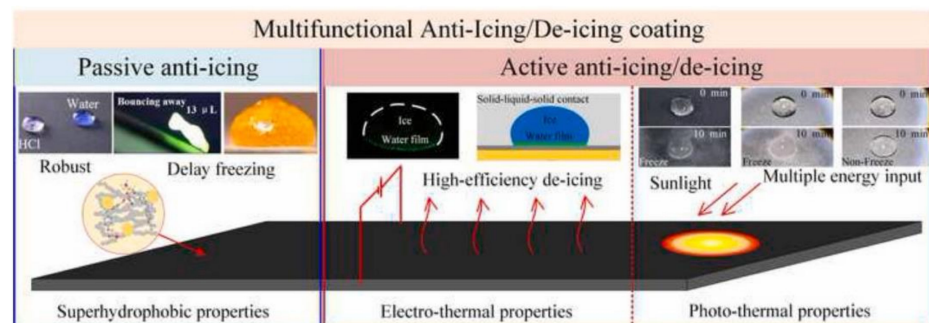 Multifunctional Anti-Icing/De-icing coating
Passive anti-icing
Active anti-icing/de-icing
Water
HCl
Bouncing away
13 μL
Robust
Delay freezing
Ice
Water film
Solid-liquid-solid contact
Ice
Water film
High-efficiency de-icing
0 min
0 min
0 min
10 min
Freeze
10 min
Freeze
10 min
Non-Freeze
Sunlight
Multiple energy input
Superhydrophobic properties
Electro-thermal properties
Photo-thermal properties